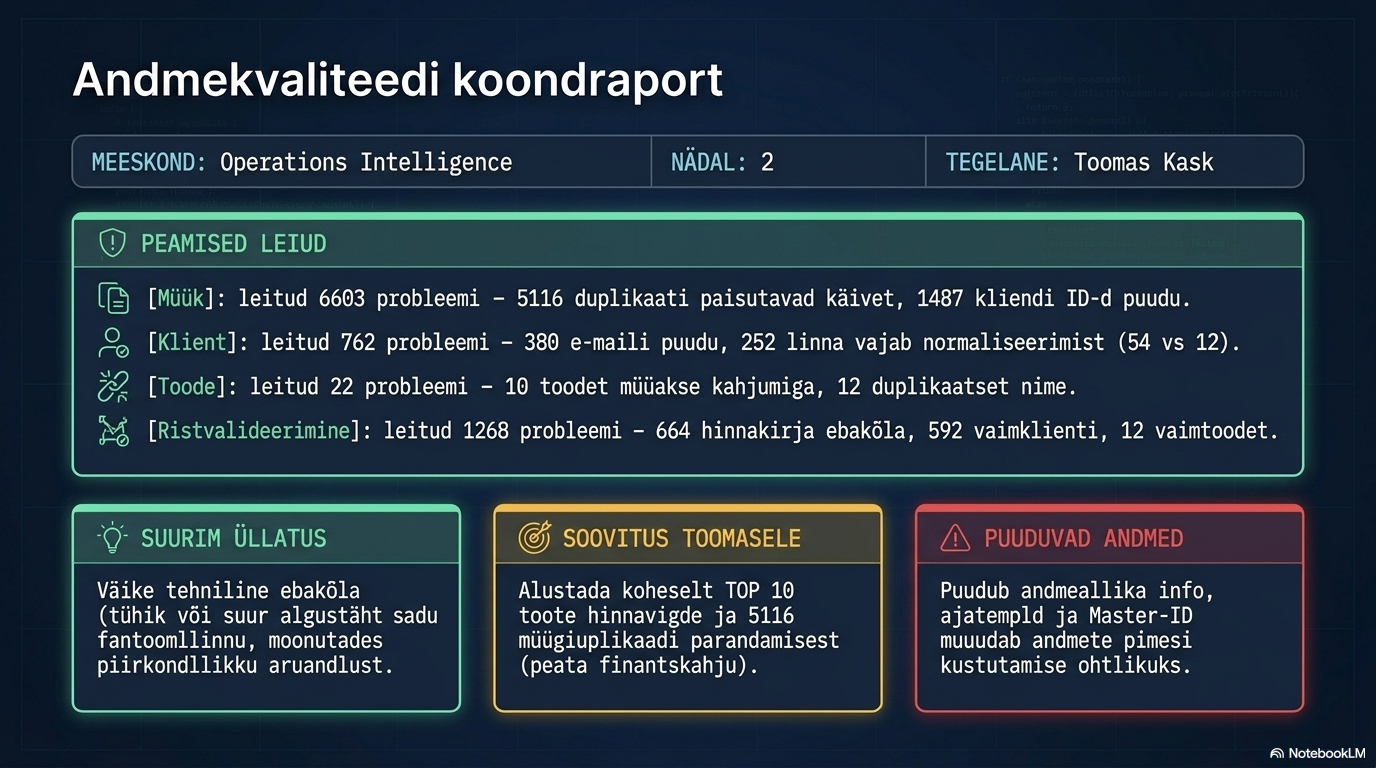 Andmekvaliteedi koondraport
MEESKOND: Operations Intelligence
NÄDAL: 2
TEGELANE: Toomas Kask
PEAMISED LEIUD
[Müük]: leitud 6603 probleemi – 5116 duplikaati paisutavad käivet, 1487 kliendi ID-d puudu.
[Klient]: leitud 762 probleemi – 380 e-maili puudu, 252 linna vajab normaliseerimist (54 vs 12).
[Toode]: leitud 22 probleemi – 10 toodet müüakse kahjumiga, 12 duplikaatset nime.
[Ristvalideerimine]: leitud 1268 probleemi – 664 hinnakirja ebakõla, 592 vaimklienti, 12 vaimtoodet.
SUURIM ÜLLATUS
Väike tehniline ebakõla
(tühik või suur algustäht sadu
fantoomllinnu, moonutades
piirkondllikku aruandlust.
SOOVITUS TOOMASELE
Alustada koheselt TOP 10
toote hinnavigde ja 5116
müügiuplikaadi parandamisest
(peata finantskahju).
PUUDUVAD ANDMED
Puudub andmeallika info,
ajatempld ja Master-ID
muuudab andmete pimesi
kustutamise ohtlikuks.
NotebookLM